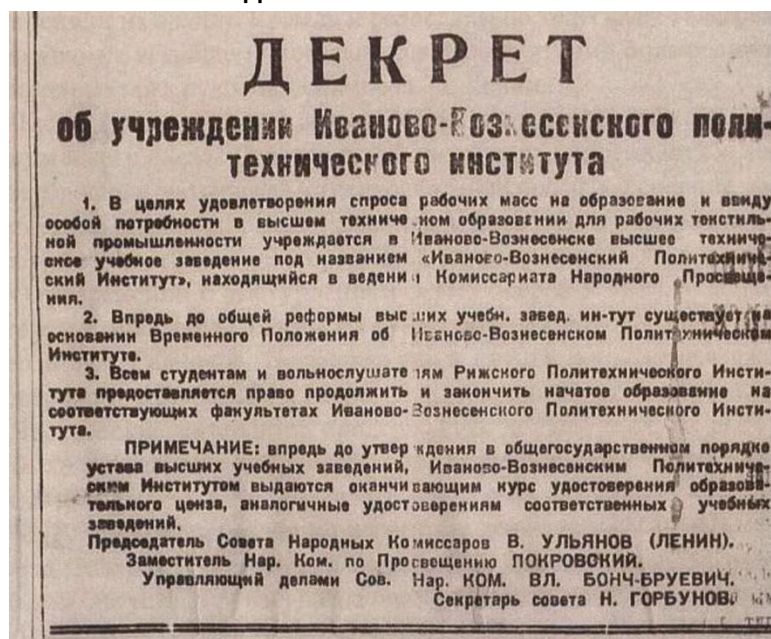 ДЕКРЕТ
об учреждении Иваново-Вознесенского поли-
технического института
1. В целях удовлетворения спроса рабочих масс на образование и ввиду
особой потребности в высшем техническом образовании для рабочих текстиль-
ной промышленности учреждается в Иваново-Вознесенске высшее техниче-
ское учебное заведение под названием «Иваново-Вознесенский Политехниче-
ский Институт», находящийся в ведении Комиссариата Народного Просвеще-
ния.
2. Впредь до общей реформы высших учебн. завед. ин-тут существует на
основании Временного Положения об Иваново-Вознесенском Политехническом
Институте.
3. Всем студентам и вольнослушателям Рижского Политехнического Инсти-
тута предоставляется право продолжить и закончить начатое образование на
соответствующих факультетах Иваново-Вознесенского Политехнического Инсти-
тута.
ПРИМЕЧАНИЕ: впредь до утверждения в общегосударственном порядке
устава высших учебных заведений, Иваново-Вознесенским Политехниче-
ским Институтом выдаются оканчивающим курс удостоверения образова-
тельного ценза, аналогичные удостоверениям соответственных учебных
заведений.
Председатель Совета Народных Комиссаров В. УЛЬЯНОВ (ЛЕНИН).
Заместитель Нар. Ком. по Просвещению ПОКРОВСКИЙ.
Управляющий делами Сов. Нар. КОМ. ВЛ. БОНЧ-БРУЕВИЧ.
Секретарь совета Н. ГОРБУНОВ.